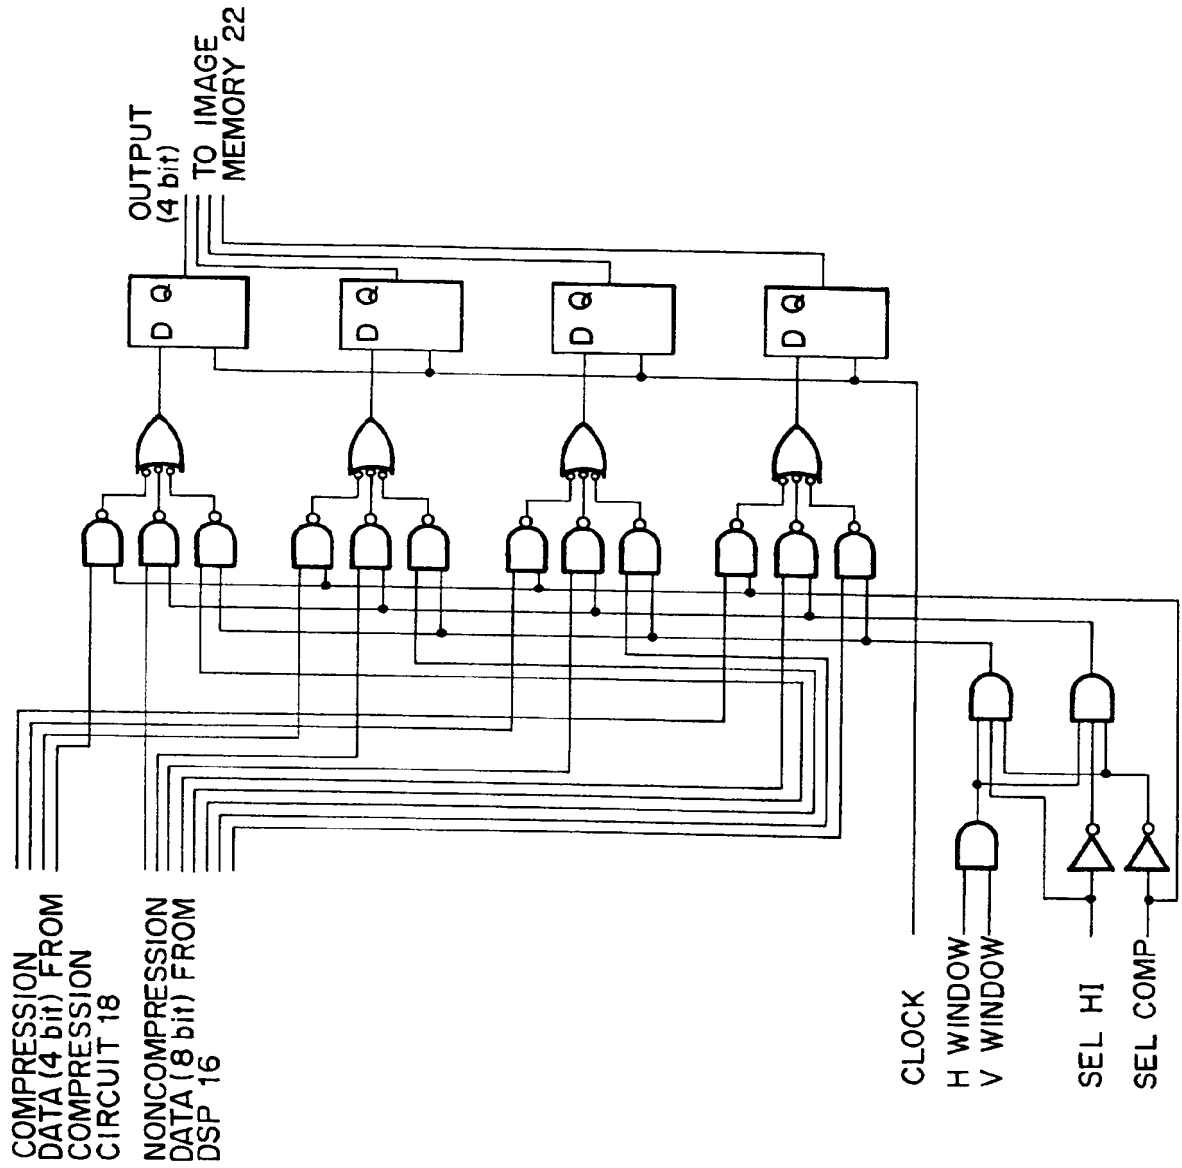 COMPRESSION
DATA (4 bit) FROM
COMPRESSION
CIRCUIT 18
NONCOMPRESSION
DATA (8 bit) FROM
DSP 16
CLOCK
H WINDOW
V WINDOW
SEL HI
SEL COMP
D Q
D Q
D Q
D Q
OUTPUT
(4 bit)
TO IMAGE
MEMORY 22